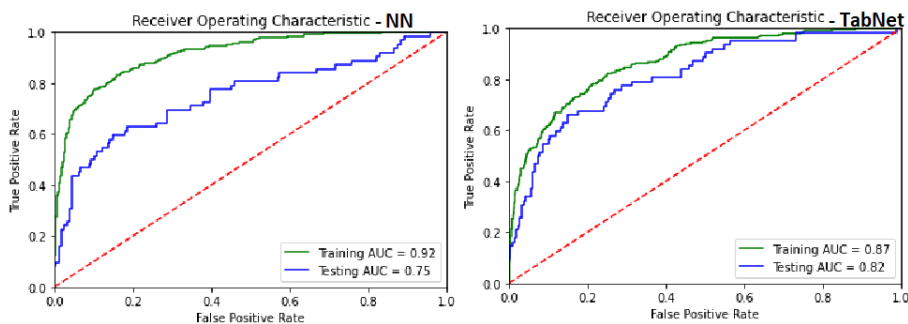 Receiver Operating Characteristic - NN
1.0
0.8
0.6
0.4
0.2
0.0
True Positive Rate
Training AUC = 0.92
Testing AUC = 0.75
0.0 0.2 0.4 0.6 0.8 1.0
False Positive Rate
Receiver Operating Characteristic - TabNet
1.0
0.8
0.6
0.4
0.2
0.0
True Positive Rate
Training AUC = 0.87
Testing AUC = 0.82
0.0 0.2 0.4 0.6 0.8 1.0
False Positive Rate